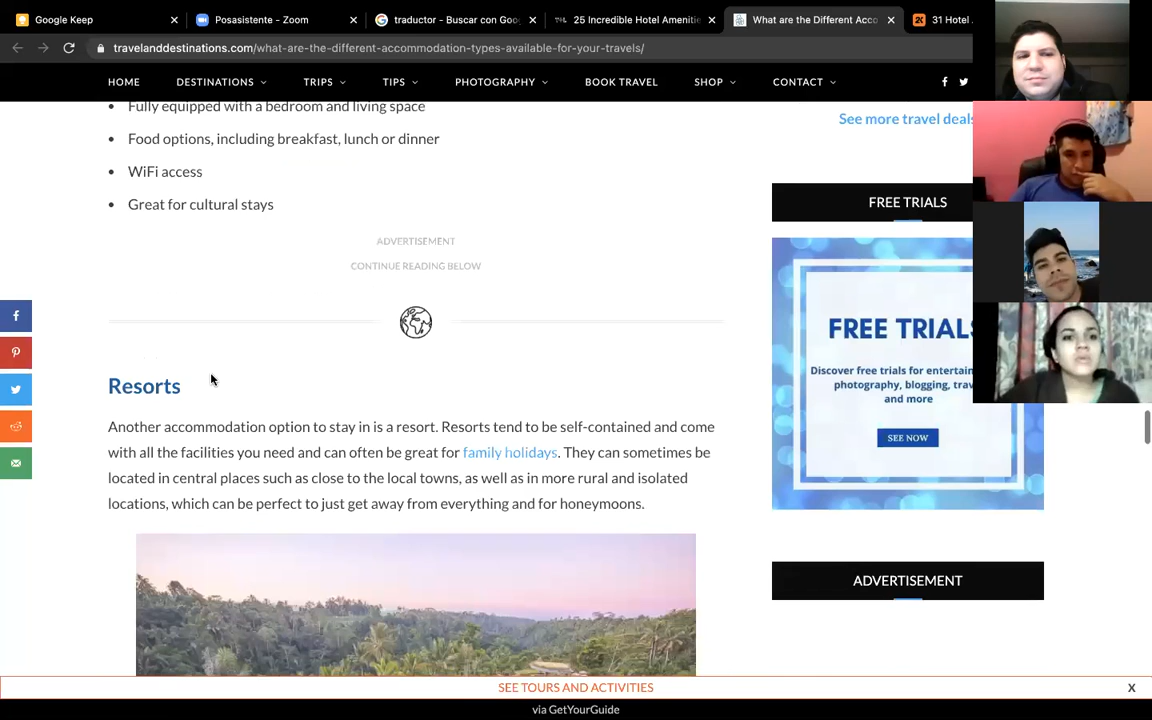 Google Keep
Posasistente - Zoom
traductor - Buscar con Goo
25 Incredible Hotel Amenitie
What are the Different Acco
31 Hotel
travelanddestinations.com/what-are-the-different-accommodation-types-available-for-your-travels/
HOME DESTINATIONS TRIPS TIPS PHOTOGRAPHY BOOK TRAVEL SHOP CONTACT
Fully equipped with a bedroom and living space
Food options, including breakfast, lunch or dinner
WiFi access
Great for cultural stays
ADVERTISEMENT
CONTINUE READING BELOW
Resorts
Another accommodation option to stay in is a resort. Resorts tend to be self-contained and come
with all the facilities you need and can often be great for family holidays. They can sometimes be
located in central places such as close to the local towns, as well as in more rural and isolated
locations, which can be perfect to just get away from everything and for honeymoons.
See more travel deals
FREE TRIALS
FREE TRIALS
Discover free trials for entertain
photography, blogging, trav
and more
SEE NOW
ADVERTISEMENT
SEE TOURS AND ACTIVITIES
X
via GetYourGuide